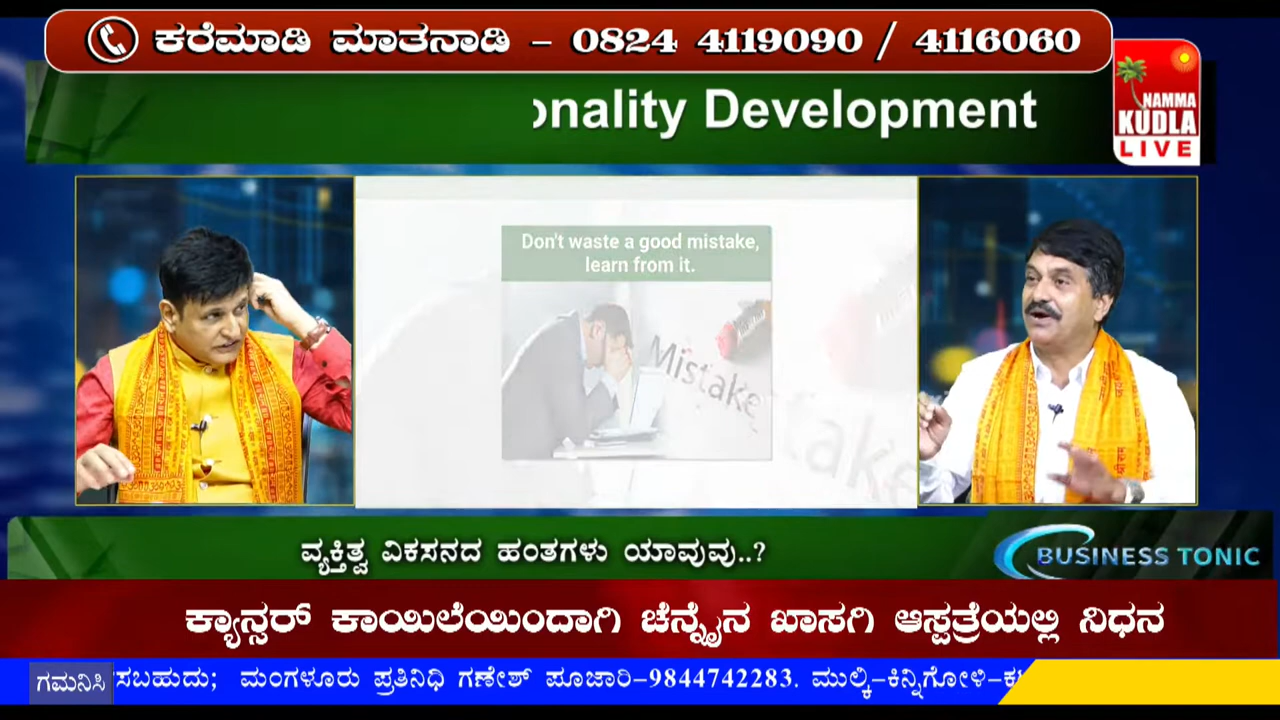 ಕರೆಮಾಡಿ ಮಾತನಾಡಿ – 0824 4119090 / 4116060
onality Development
NAMMA
KUDLA
LIVE
Don't waste a good mistake,
learn from it.
Mistake
take
ವ್ಯಕ್ತಿತ್ವ ವಿಕಸನದ ಹಂತಗಳು ಯಾವುವು..?
BUSINESS TONIC
ಕ್ಯಾನ್ಸರ್ ಕಾಯಿಲೆಯಿಂದಾಗಿ ಚೆನ್ನೈನ ಖಾಸಗಿ ಆಸ್ಪತ್ರೆಯಲ್ಲಿ ನಿಧನ
ಗಮನಿಸಿ ಸಬಹುದು; ಮಂಗಳೂರು ಪ್ರತಿನಿಧಿ ಗಣೇಶ್ ಪೂಜಾರಿ–9844742283. ಮುಲ್ಕಿ–ಕಿನ್ನಿಗೋಳಿ–